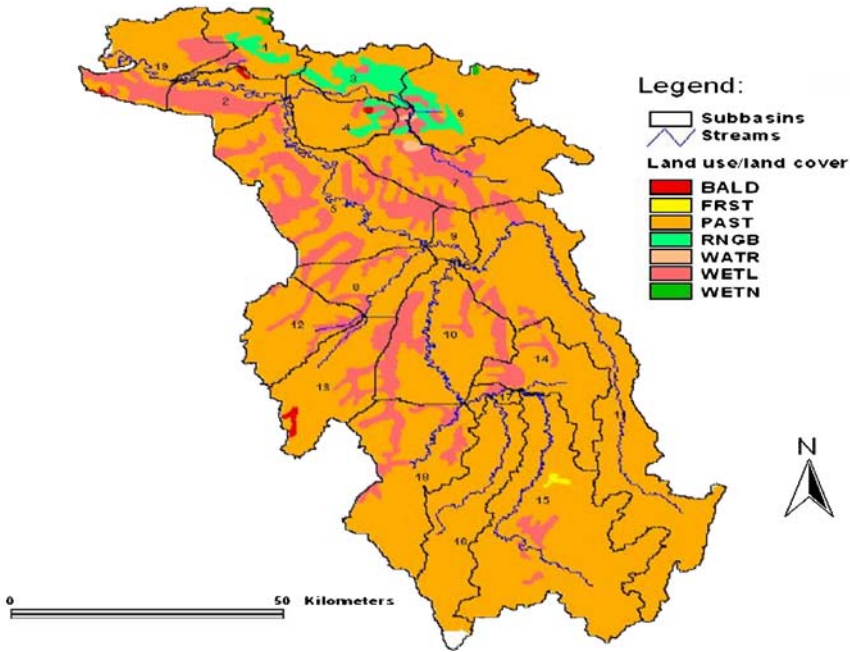 Legend:
Subbasins
Streams
Land use/land cover
BALD
FRST
PAST
RNGB
WATR
WETL
WETN
1
19
3
2
6
4
7
5
9
8
12
10
14
13
17
11
18
15
16
N
0
50 Kilometers